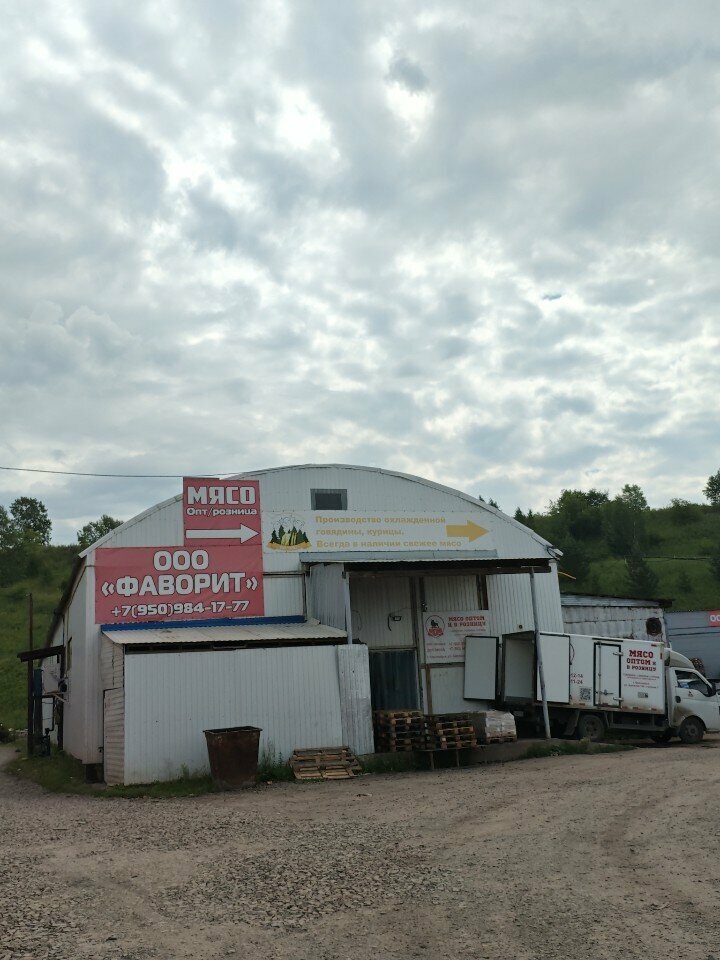 МЯСО
Опт/розница
ООО
«ФАВОРИТ»
+7(950)984-17-77
Производство охлажденной
говядины, курицы.
Всегда в наличии свежее мясо
МЯСО ОПТОМ
И В РОЗНИЦУ
МЯСО
ОПТОМ И
В РОЗНИЦУ